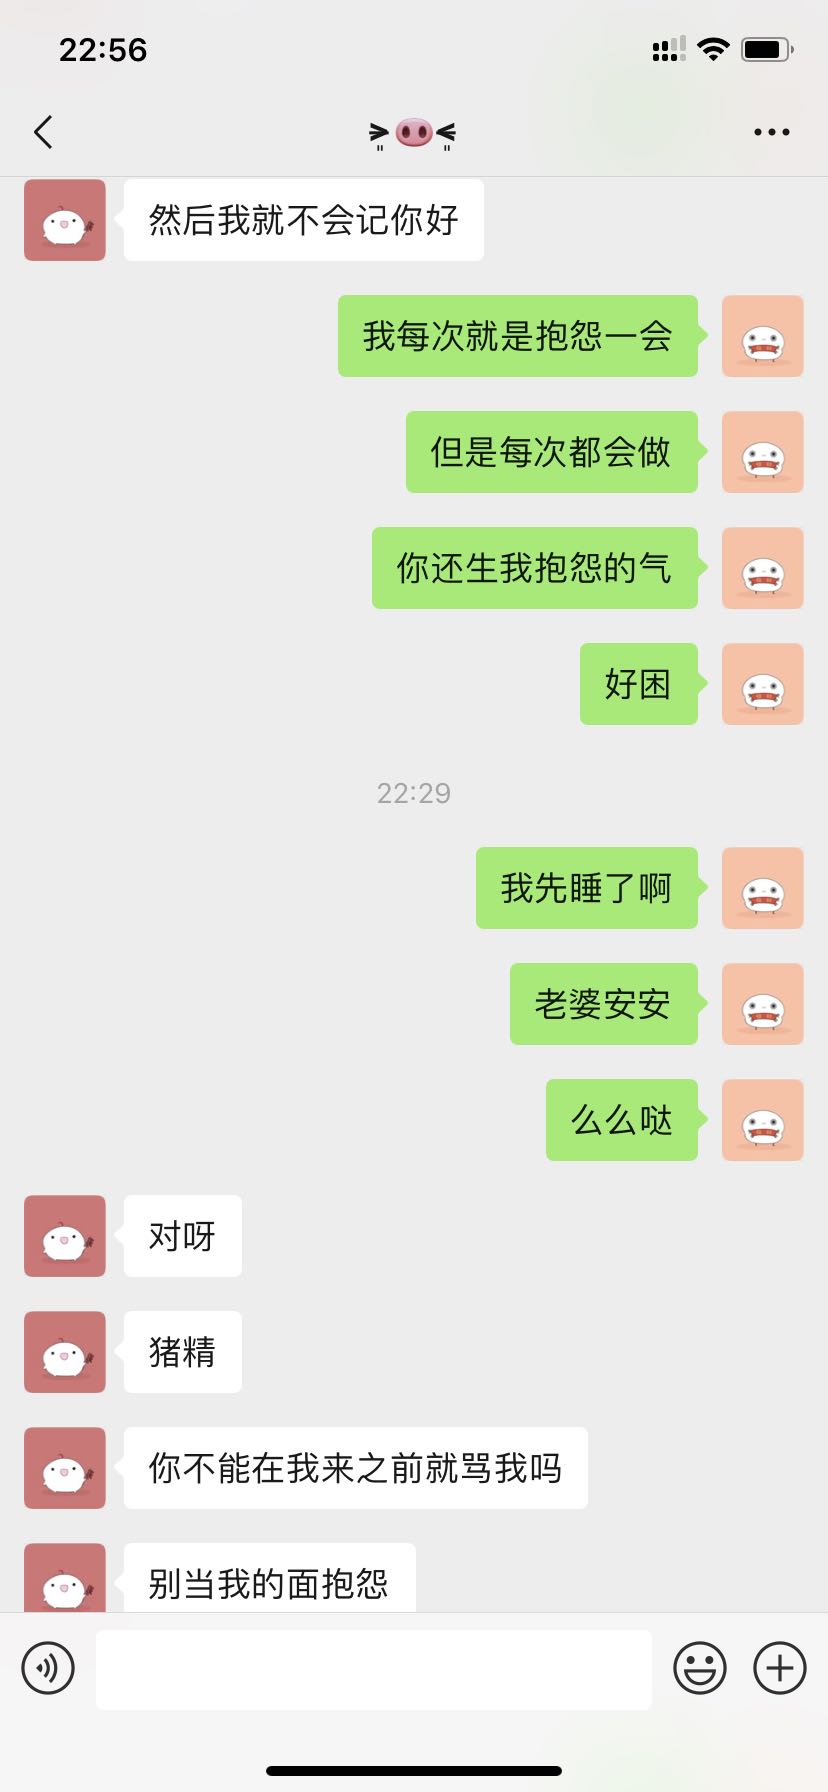 22:56
然后我就不会记你好
我每次就是抱怨一会
但是每次都会做
你还生我抱怨的气
好困
22:29
我先睡了啊
老婆安安
么么哒
对呀
猪精
你不能在我来之前就骂我吗
别当我的面抱怨